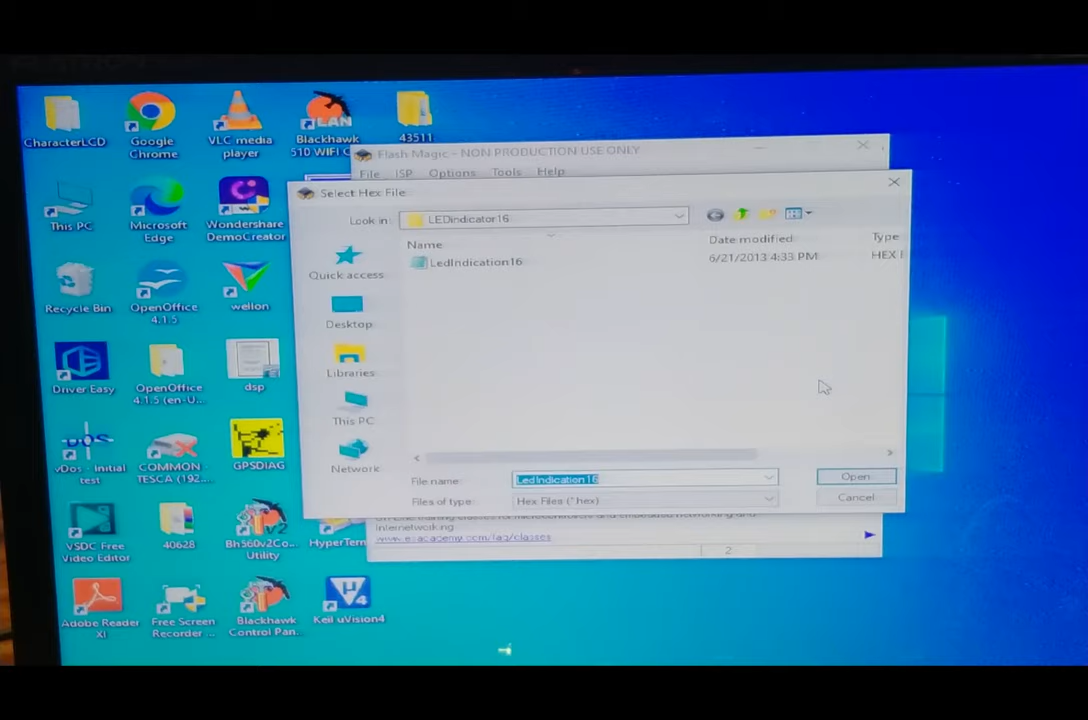 CharacterLCD
Google
Chrome
VLC media
player
LAN
Blackhawk
510 WIFI C
43511
Flash Magic - NON PRODUCTION USE ONLY
File ISP Options Tools Help
Select Hex File
Look in: LEDindicator16
Name Date modified Type
LedIndication16 6/21/2013 4:33 PM HEX F
Quick access
Desktop
Libraries
This PC
Network
File name: LedIndication16 Open
Files of type: Hex Files (*.hex) Cancel
This PC
Microsoft
Edge
Wondershare
DemoCreator
Recycle Bin
OpenOffice
4.1.5
wellon
Driver Easy
OpenOffice
4.1.5 (en-U...
dsp
vDos - Initial
test
COMMON -
TESCA (192....
GPSDIAG
VSDC Free
Video Editor
40628
Bh560v2Co...
Utility
HyperTerm
Internetworking
www.esacademy.com/faq/classes
2
Adobe Reader
XI
Free Screen
Recorder ...
Blackhawk
Control Pan...
Keil uVision4